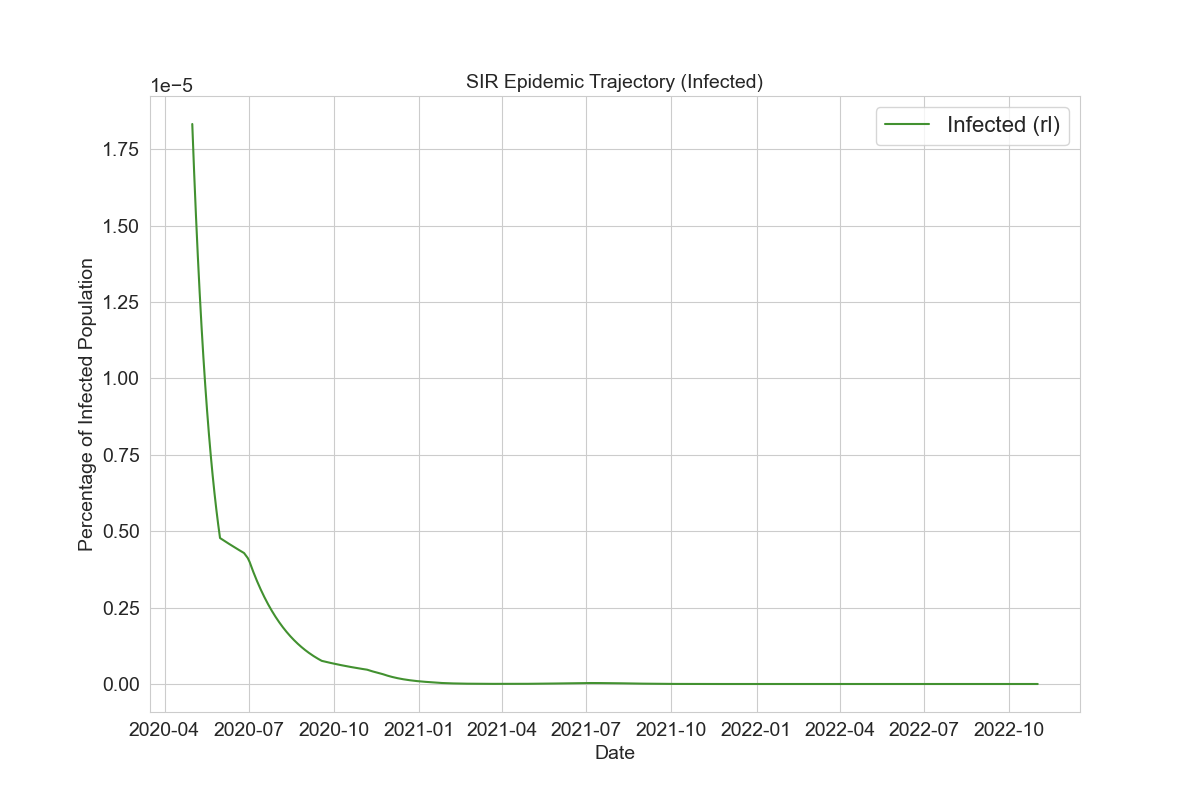 SIR Epidemic Trajectory (Infected)
1e−5
Infected (rl)
1.75
1.50
1.25
1.00
0.75
0.50
0.25
0.00
Percentage of Infected Population
2020-04 2020-07 2020-10 2021-01 2021-04 2021-07 2021-10 2022-01 2022-04 2022-07 2022-10
Date